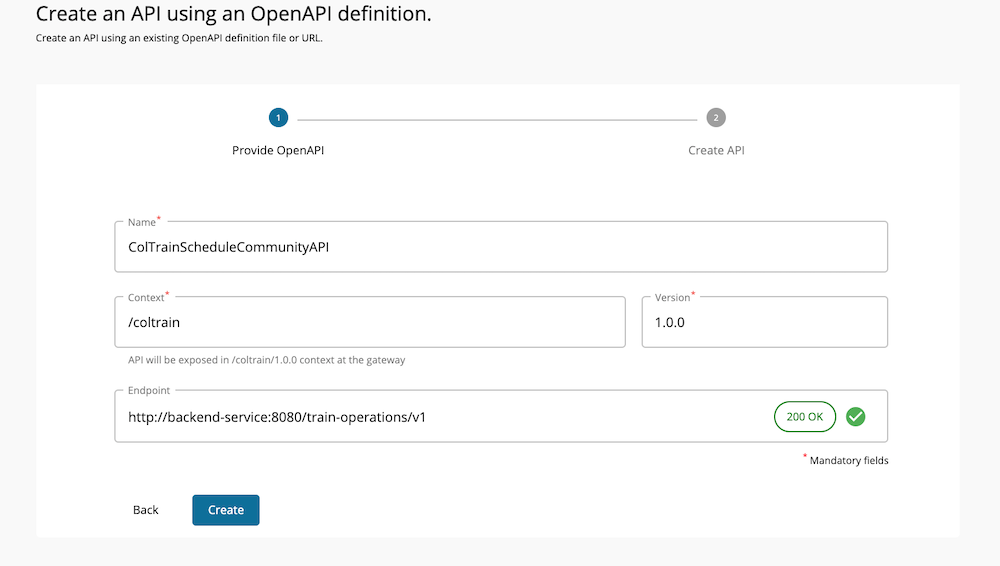 Create an API using an OpenAPI definition.
Create an API using an existing OpenAPI definition file or URL.
1
2
Provide OpenAPI
Create API
Name*
ColTrainScheduleCommunityAPI
Context*
Version*
/coltrain
1.0.0
API will be exposed in /coltrain/1.0.0 context at the gateway
Endpoint
http://backend-service:8080/train-operations/v1
200 OK
* Mandatory fields
Back
Create